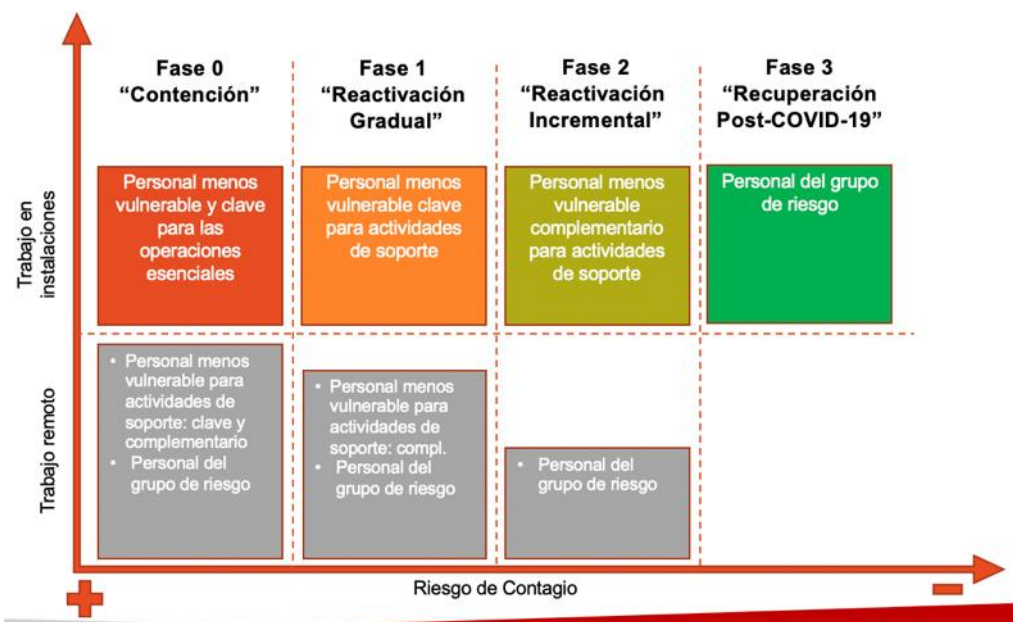 Fase 0
“Contención”
Fase 1
“Reactivación
Gradual”
Fase 2
“Reactivación
Incremental”
Fase 3
“Recuperación
Post-COVID-19”
Trabajo en
instalaciones
Personal menos
vulnerable y clave
para las
operaciones
esenciales
Personal menos
vulnerable clave
para actividades
de soporte
Personal menos
vulnerable
complementario
para actividades
de soporte
Personal del grupo
de riesgo
Trabajo remoto
• Personal menos
vulnerable para
actividades de
soporte: clave y
complementario
• Personal del
grupo de riesgo
• Personal menos
vulnerable para
actividades de
soporte: compl.
• Personal del
grupo de riesgo
• Personal del
grupo de riesgo
Riesgo de Contagio